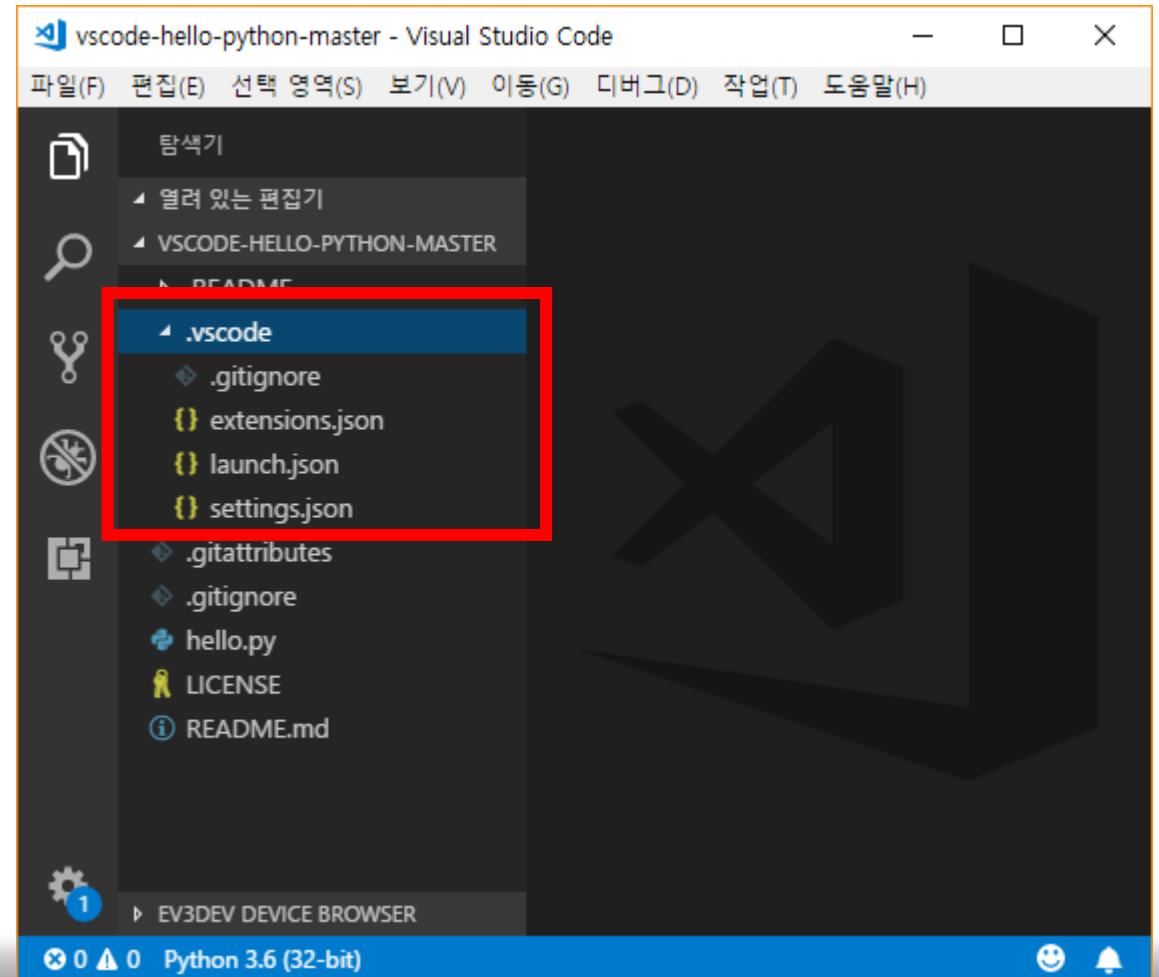 vscode-hello-python-master - Visual Studio Code
파일(F) 편집(E) 선택 영역(S) 보기(V) 이동(G) 디버그(D) 작업(T) 도움말(H)
탐색기
열려 있는 편집기
VSCODE-HELLO-PYTHON-MASTER
README
.vscode
.gitignore
extensions.json
launch.json
settings.json
.gitattributes
.gitignore
hello.py
LICENSE
README.md
1
EV3DEV DEVICE BROWSER
0 0 Python 3.6 (32-bit)